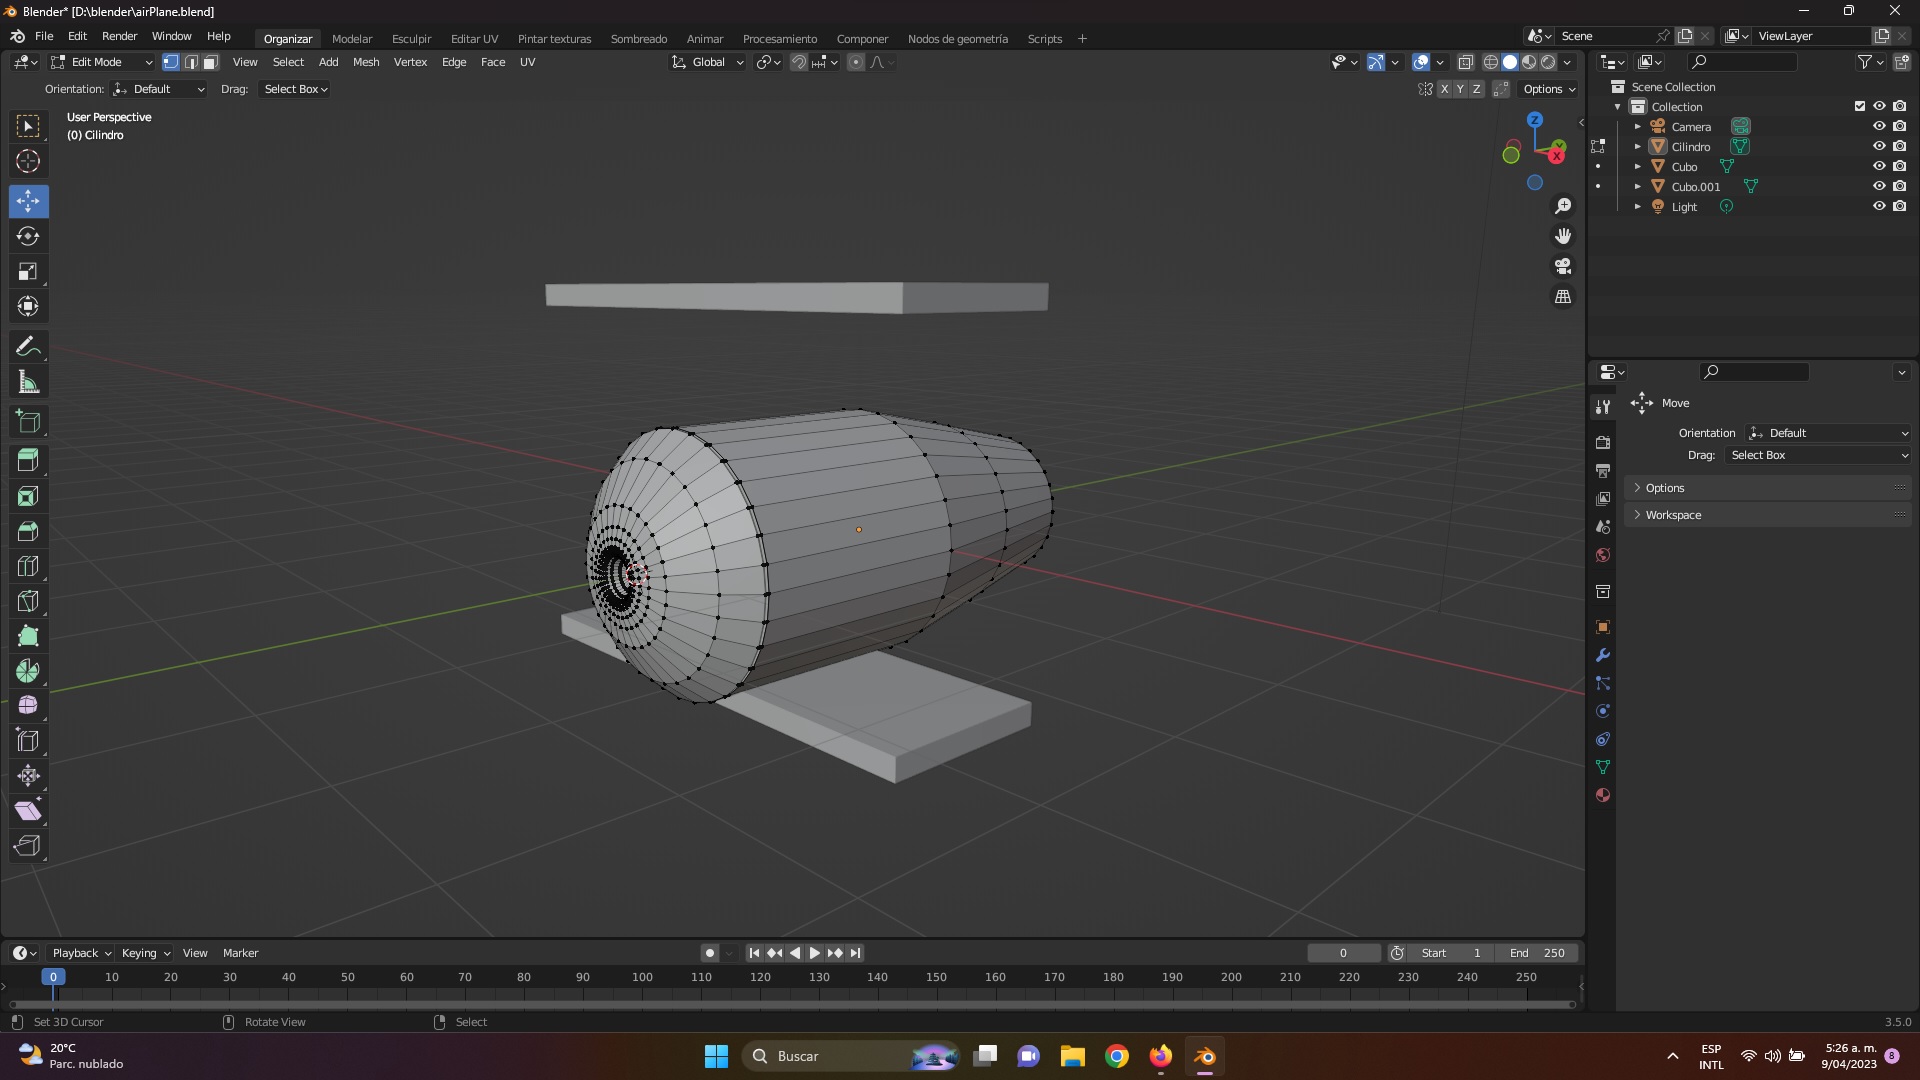 Blender* [D:\blender\airPlane.blend]
File Edit Render Window Help Organizar Modelar Esculpir Editar UV Pintar texturas Sombreado Animar Procesamiento Componer Nodos de geometría Scripts + Scene ViewLayer
Edit Mode View Select Add Mesh Vertex Edge Face UV Global
Orientation: Default Drag: Select Box X Y Z Options
User Perspective
(0) Cilindro
Z
Y
X
Scene Collection
Collection
Camera
Cilindro
Cubo
Cubo.001
Light
Move
Orientation Default
Drag: Select Box
Options
Workspace
Playback Keying View Marker 0 Start 1 End 250
0 10 20 30 40 50 60 70 80 90 100 110 120 130 140 150 160 170 180 190 200 210 220 230 240 250
Set 3D Cursor Rotate View Select 3.5.0
20°C
Parc. nublado
Buscar
ESP
INTL
5:26 a. m.
9/04/2023
8